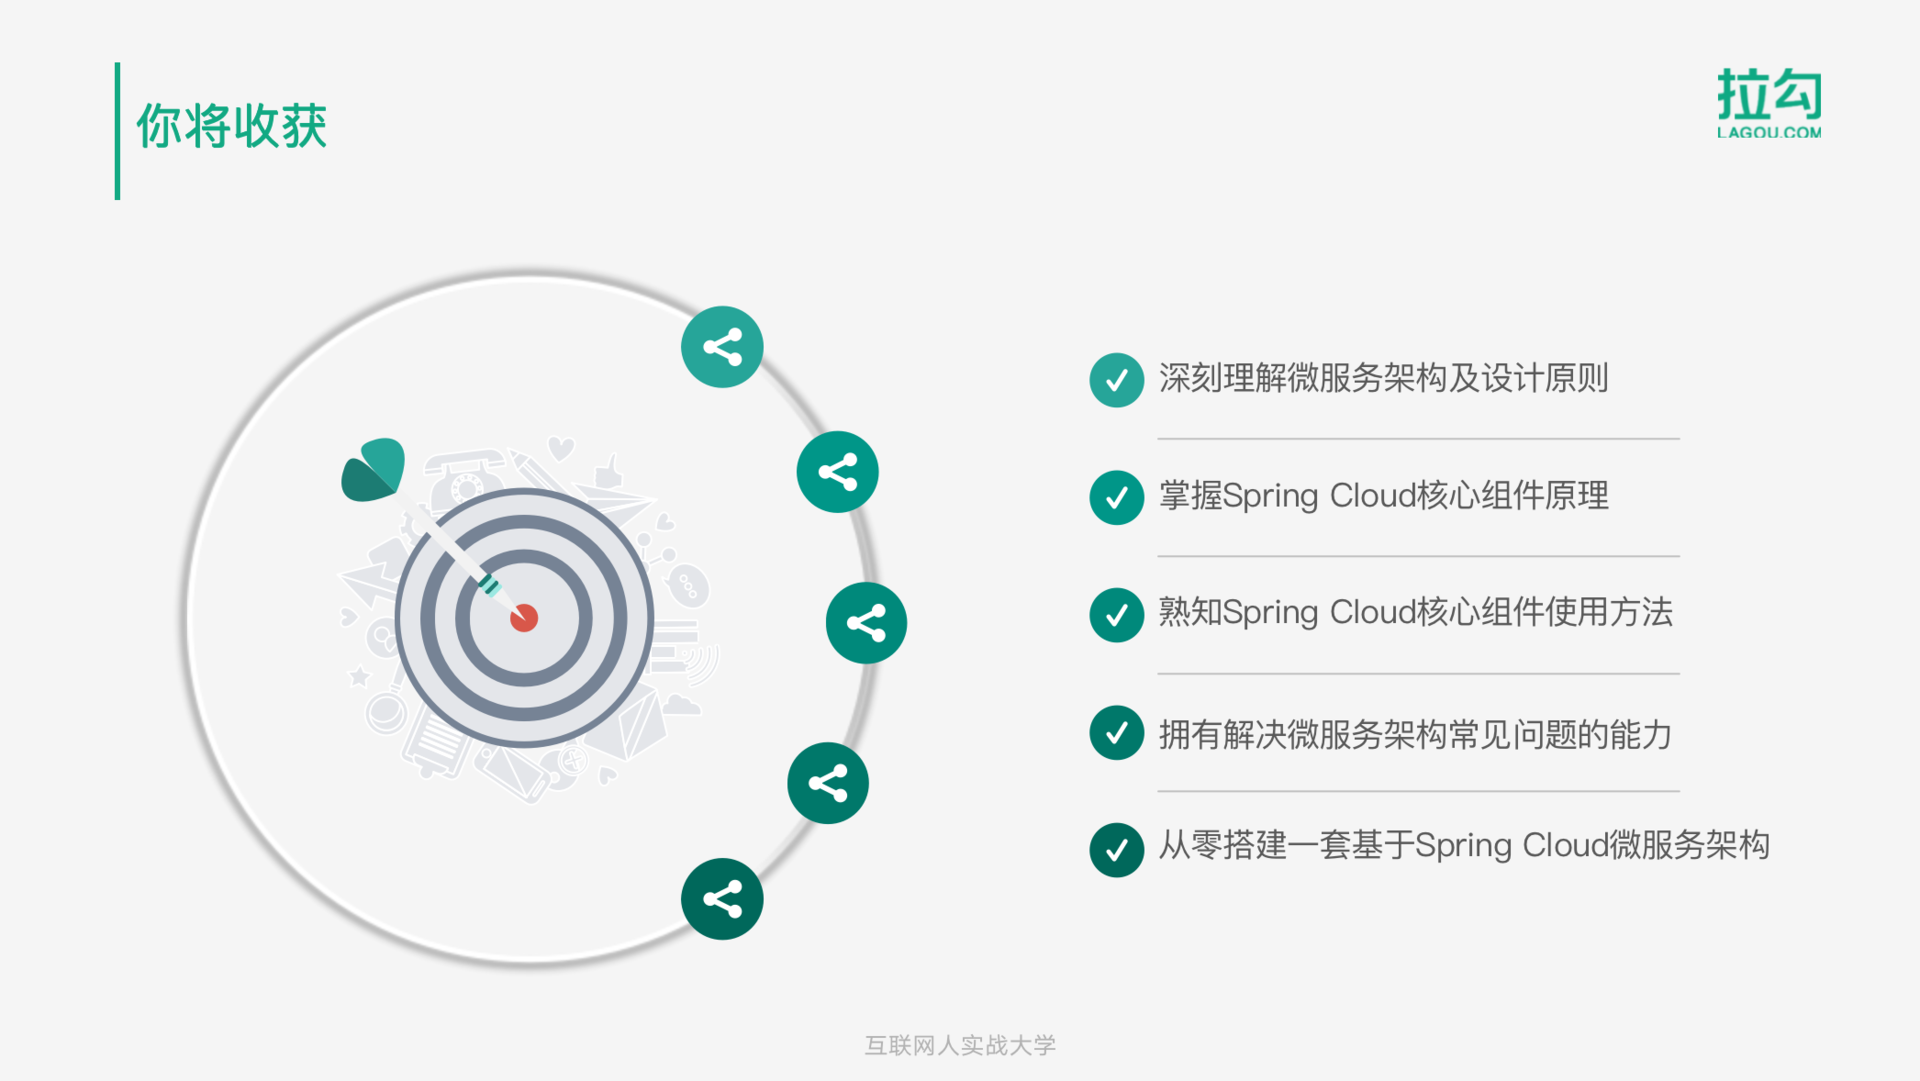 你将收获
拉勾
LAGOU.COM
深刻理解微服务架构及设计原则
掌握Spring Cloud核心组件原理
熟知Spring Cloud核心组件使用方法
拥有解决微服务架构常见问题的能力
从零搭建一套基于Spring Cloud微服务架构
互联网人实战大学